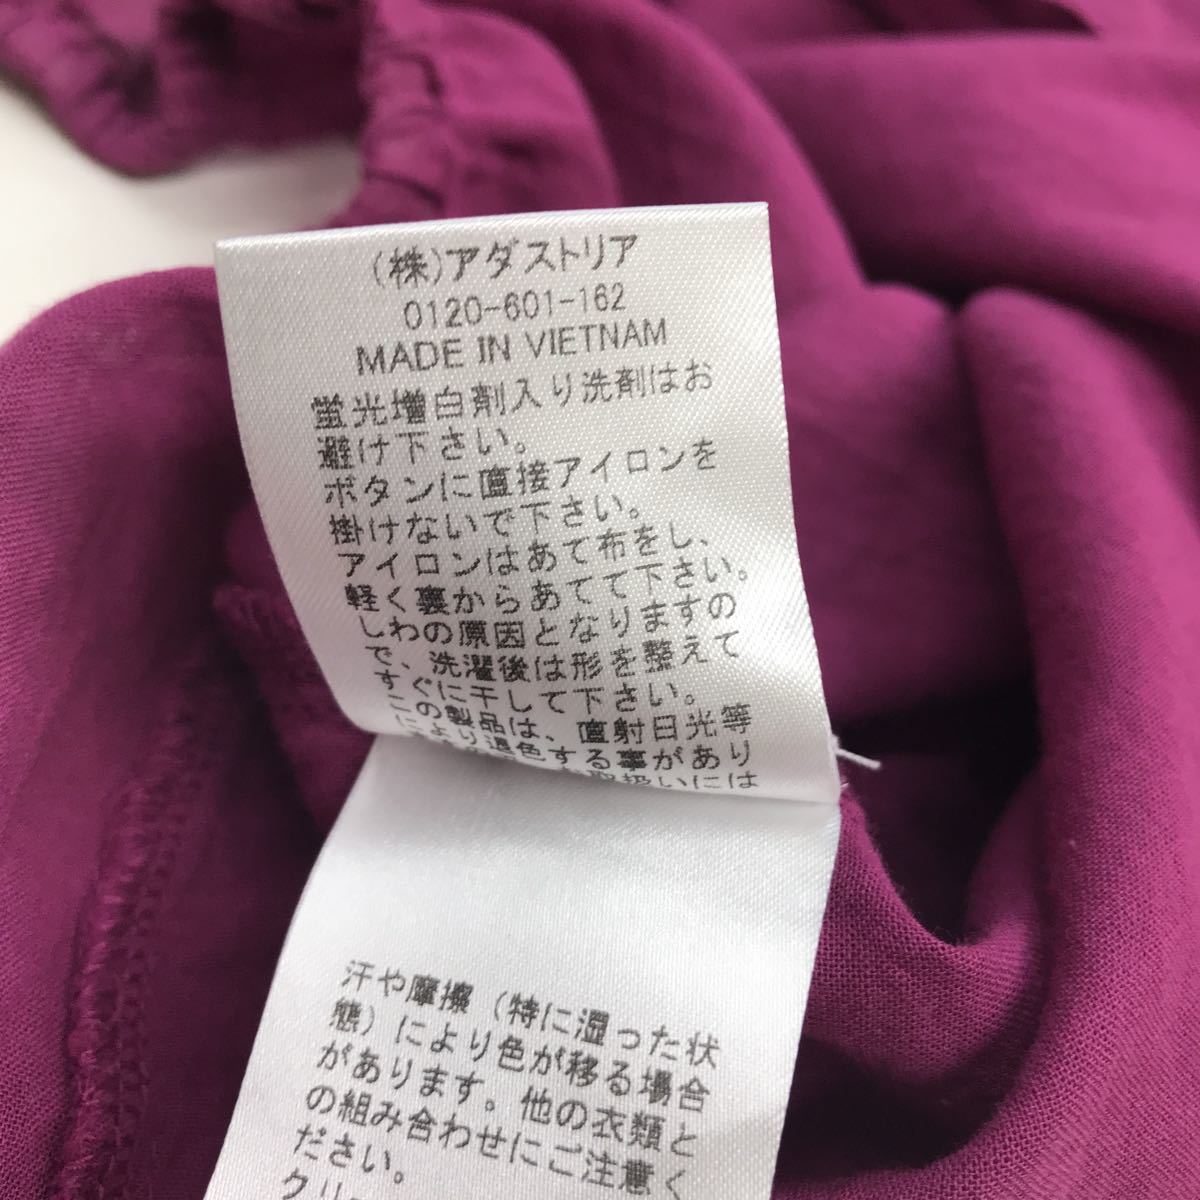 (株)アダストリア
0120-601-162
MADE IN VIETNAM
蛍光増白剤入り洗剤はお
避け下さい。
ボタンに直接アイロンを
掛けないで下さい。
アイロンはあて布をし、
軽く裏からあてて下さい。
しわの原因となりますの
で、洗濯後は形を整えて
すぐに干して下さい。
この製品は、直射日光等
により退色する事があり
お取扱いには
汗や摩擦（特に湿った状
態）により色が移る場合
があります。他の衣類と
の組み合わせにご注意く
ださい。
クリ